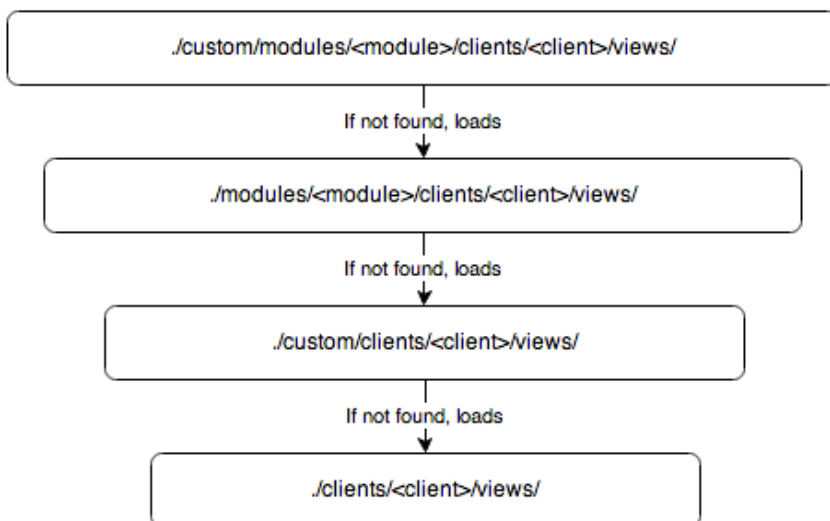 ./custom/modules/<module>/clients/<client>/views/
If not found, loads
./modules/<module>/clients/<client>/views/
If not found, loads
./custom/clients/<client>/views/
If not found, loads
./clients/<client>/views/